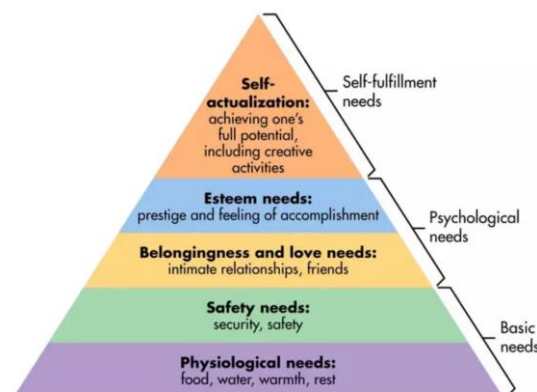 Self-
actualization:
achieving one's
full potential,
including creative
activities
Self-fulfillment
needs
Esteem needs:
prestige and feeling of accomplishment
Psychological
needs
Belongingness and love needs:
intimate relationships, friends
Safety needs:
security, safety
Basic
needs
Physiological needs:
food, water, warmth, rest